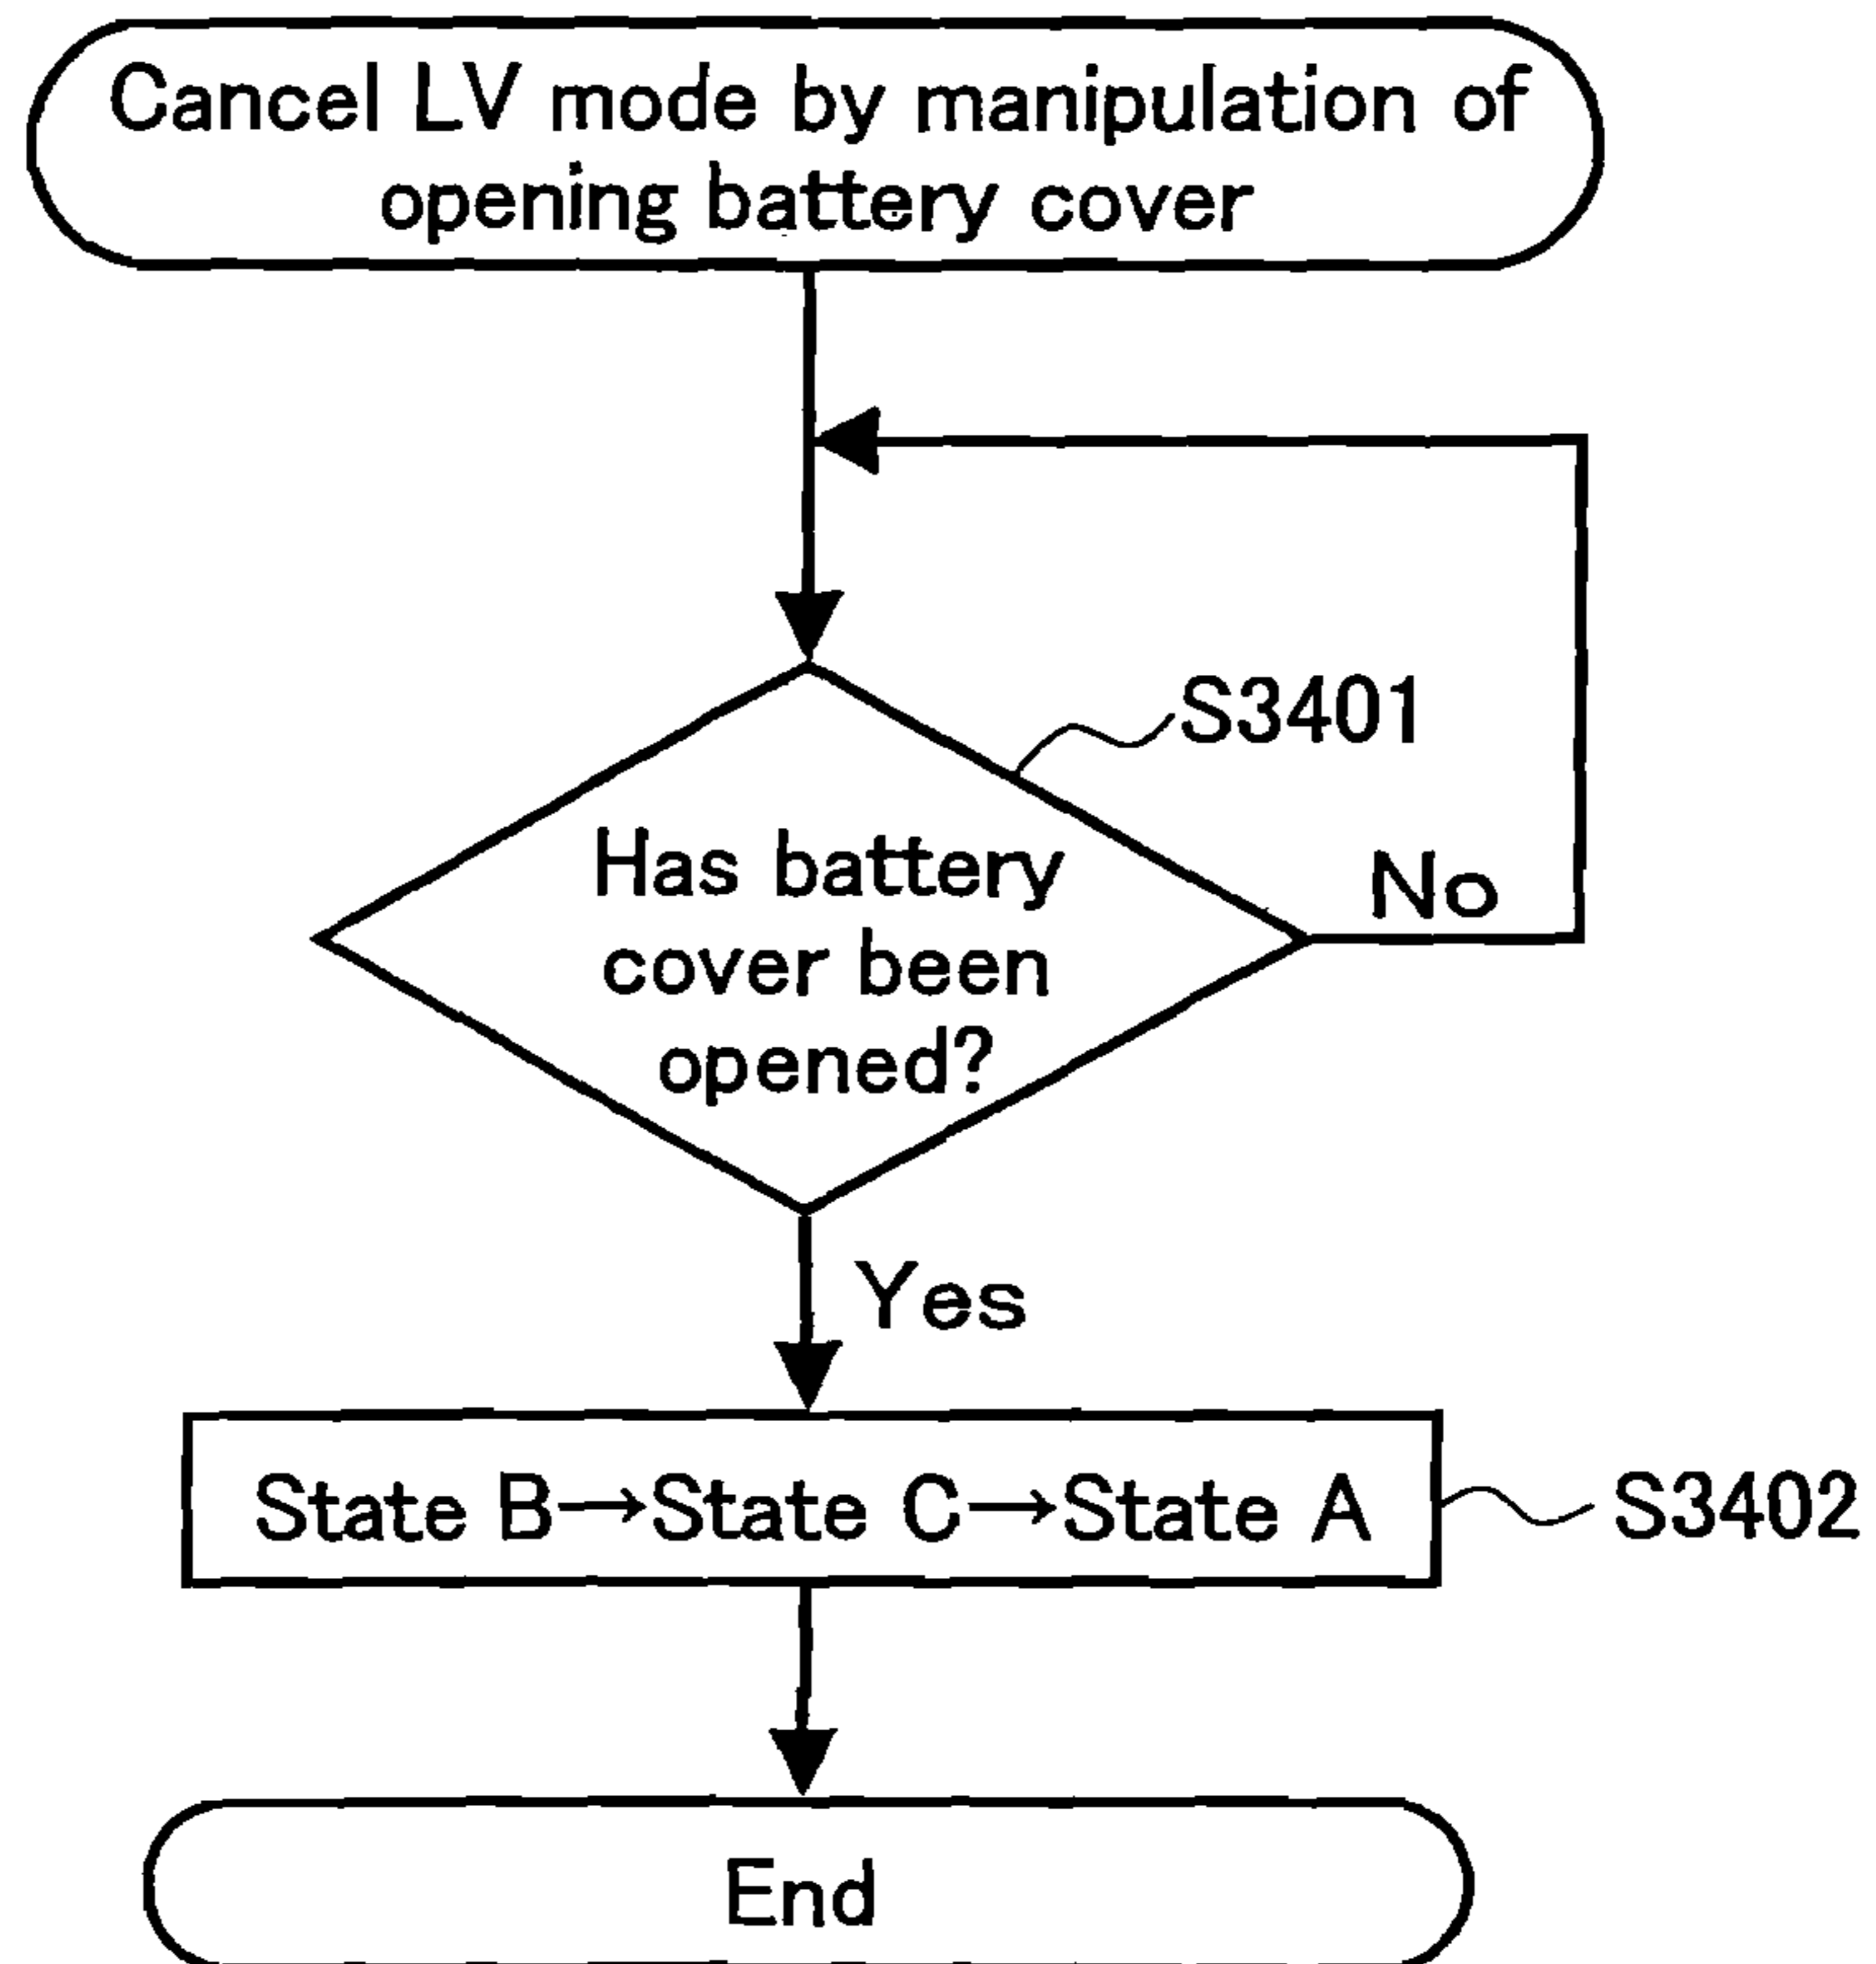 Cancel LV mode by manipulation of
opening battery cover
S3401
Has battery
cover been
opened?
No
Yes
State B→State C→State A
S3402
End